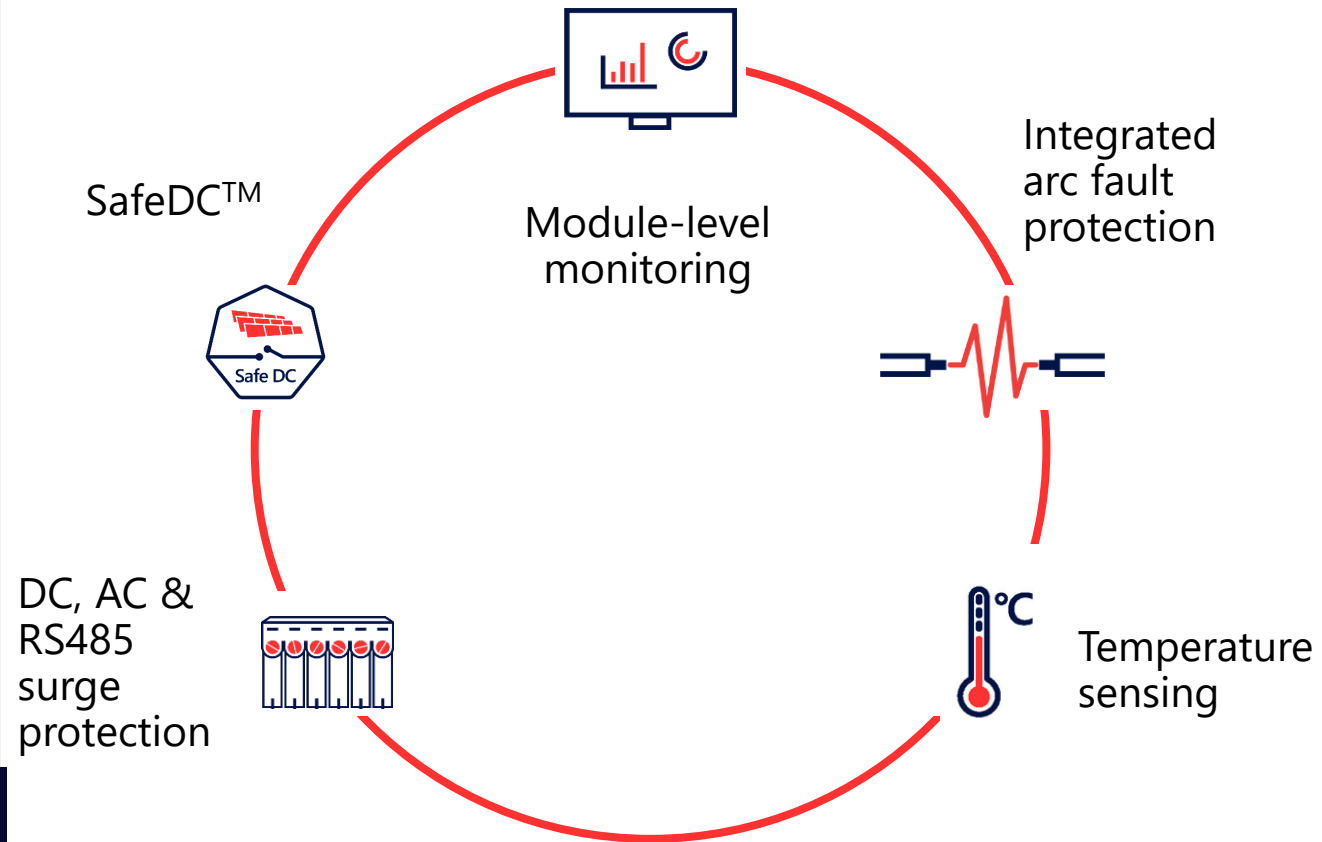 Module-level
monitoring
Integrated
arc fault
protection
°C
Temperature
sensing
DC, AC &
RS485
surge
protection
SafeDC™
Safe DC